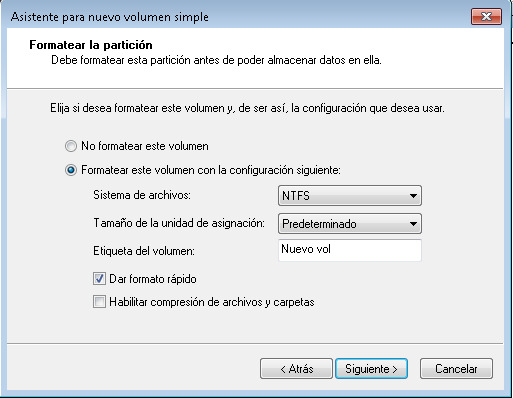 Asistente para nuevo volumen simple
Formatear la partición
Debe formatear esta partición antes de poder almacenar datos en ella.
Elija si desea formatear este volumen y, de ser así, la configuración que desea usar.
No formatear este volumen
Formatear este volumen con la configuración siguiente:
Sistema de archivos: NTFS
Tamaño de la unidad de asignación: Predeterminado
Etiqueta del volumen: Nuevo vol
Dar formato rápido
Habilitar compresión de archivos y carpetas
< Atrás Siguiente > Cancelar